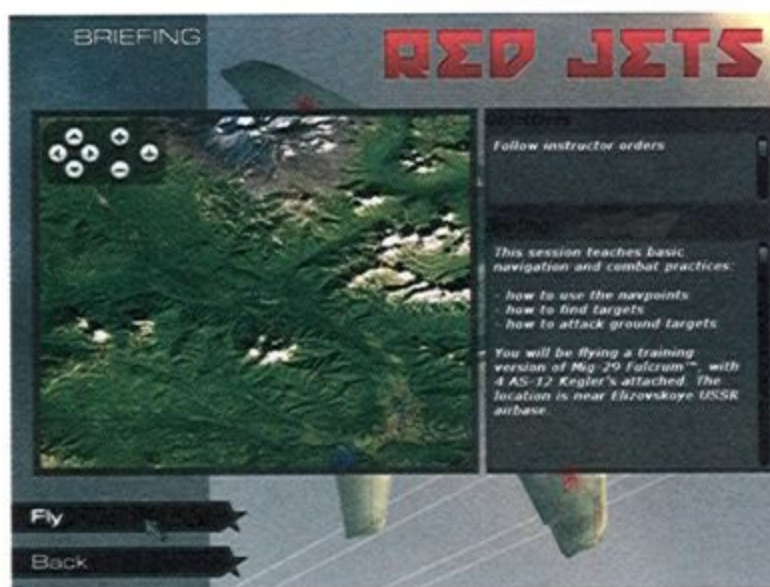 BRIEFING
RED JETS
Objectives
Follow instructor orders
Briefing
This session teaches basic
navigation and combat practices:
- how to use the navpoints
- how to find targets
- how to attack ground targets
You will be flying a training
version of Mig-29 Fulcrum™, with
4 AS-12 Kegler's attached. The
location is near Elizovskoye USSR
airbase.
Fly
Back